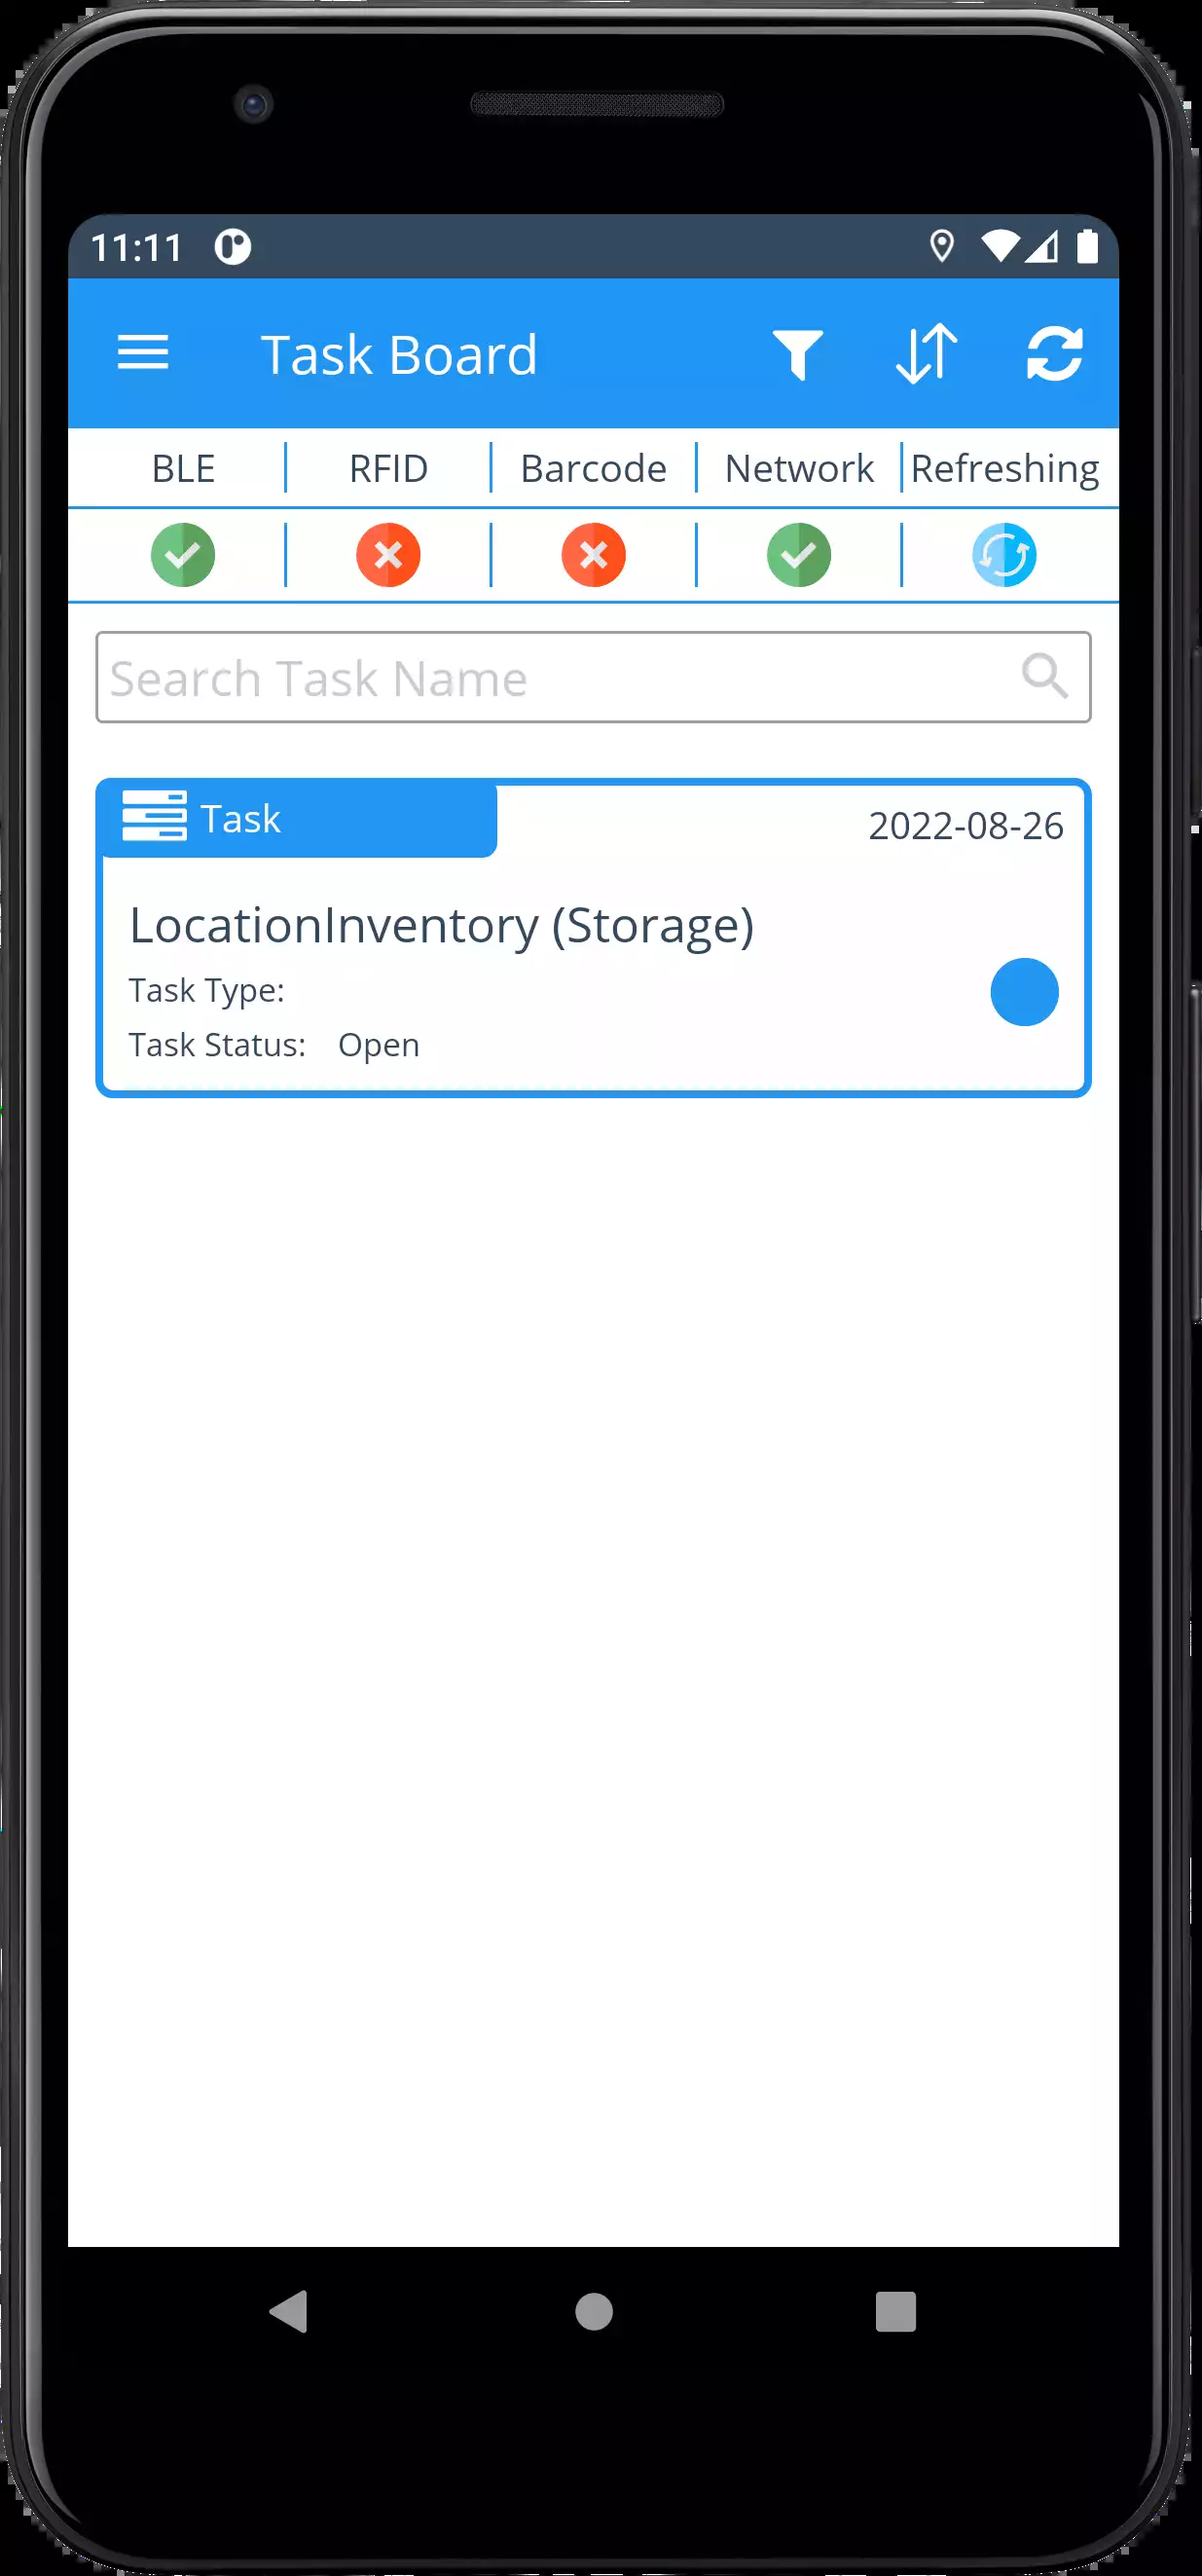 11:11
Task Board
BLE RFID Barcode Network Refreshing
Search Task Name
Task 2022-08-26
LocationInventory (Storage)
Task Type:
Task Status: Open